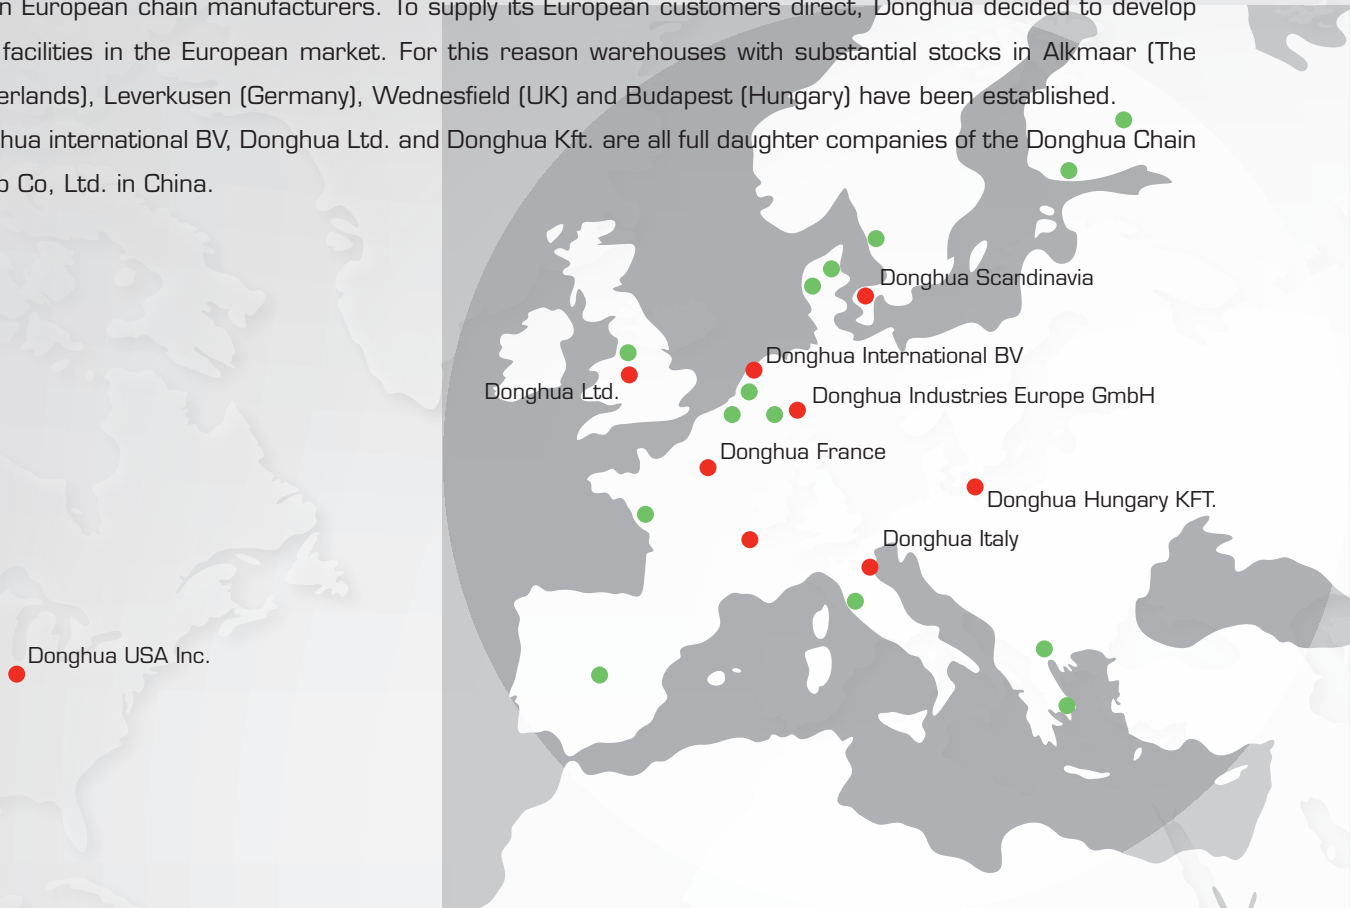 n European chain manufacturers. To supply its European customers direct, Donghua decided to develop
facilities in the European market. For this reason warehouses with substantial stocks in Alkmaar (The
erlands), Leverkusen (Germany), Wednesfield (UK) and Budapest (Hungary) have been established.
hua international BV, Donghua Ltd. and Donghua Kft. are all full daughter companies of the Donghua Chain
p Co, Ltd. in China.
Donghua Scandinavia
Donghua International BV
Donghua Ltd.
Donghua Industries Europe GmbH
Donghua France
Donghua Hungary KFT.
Donghua Italy
Donghua USA Inc.